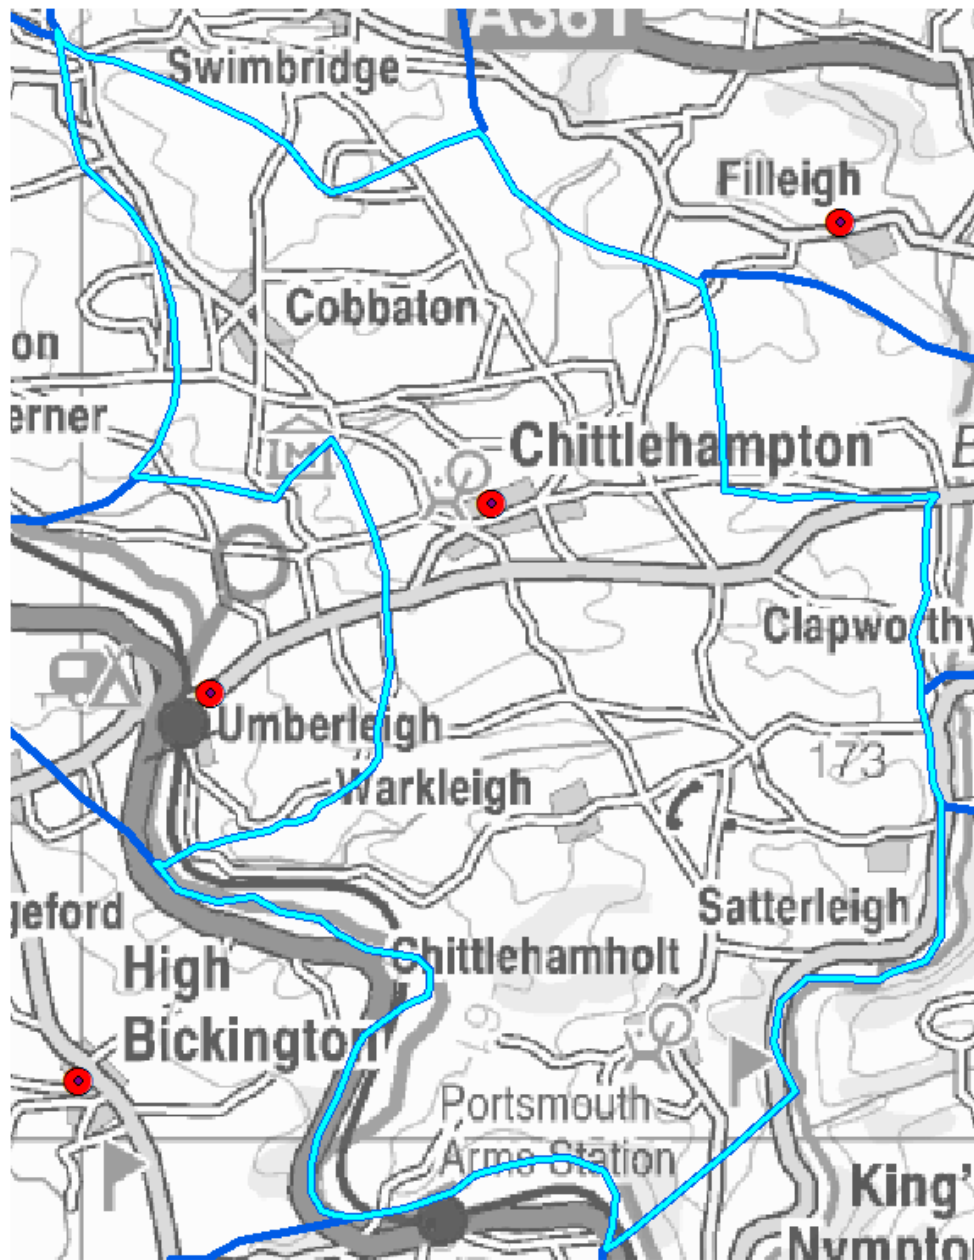 A361
Swimbridge
Filleigh
Cobbaton
on
erner
Chittlehampton
M
Clapworthy
Umberleigh
173
Warkleigh
geford
Satterleigh
High
Bickington
Chittlehamholt
Portsmouth
Arms Station
King'
Nympto